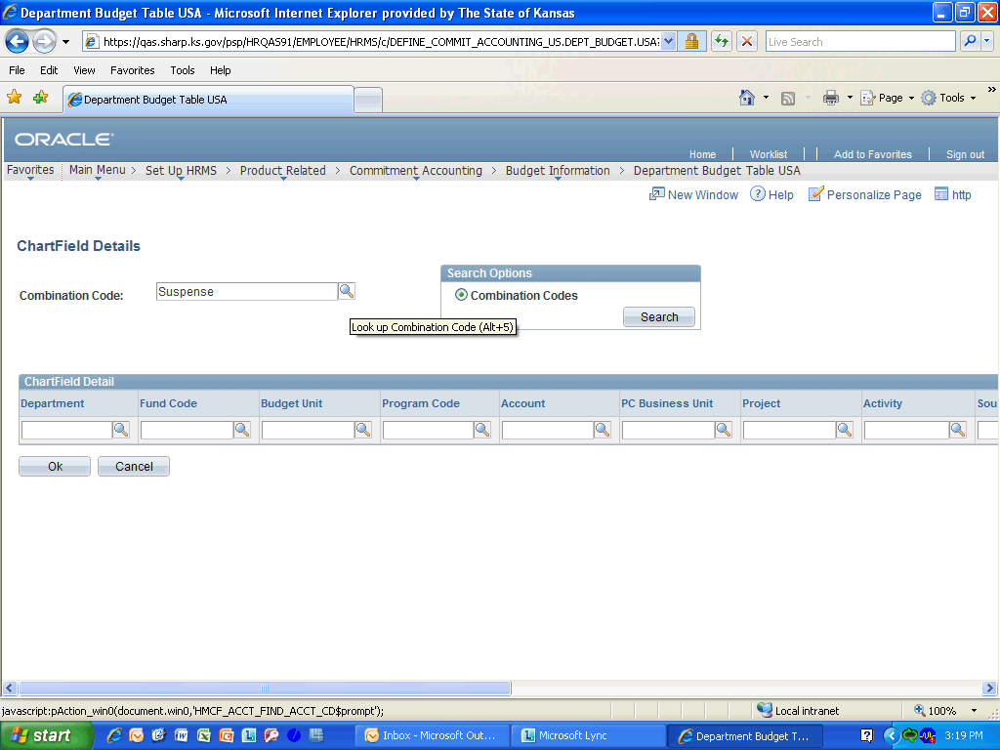 Department Budget Table USA - Microsoft Internet Explorer provided by The State of Kansas
https://qas.sharp.ks.gov/psp/HRQAS91/EMPLOYEE/HRMS/c/DEFINE_COMMIT_ACCOUNTING_US.DEPT_BUDGET.USA?
Live Search
File Edit View Favorites Tools Help
Department Budget Table USA
Page Tools »
ORACLE
Home Worklist Add to Favorites Sign out
Favorites Main Menu > Set Up HRMS > Product Related > Commitment Accounting > Budget Information > Department Budget Table USA
New Window ? Help Personalize Page http
ChartField Details
Search Options
Combination Code: Suspense
Combination Codes
Search
Look up Combination Code (Alt+5)
ChartField Detail
Department Fund Code Budget Unit Program Code Account PC Business Unit Project Activity Sou
Ok Cancel
javascript:pAction_win0(document.win0,'HMCF_ACCT_FIND_ACCT_CD$prompt');
Local intranet
100%
start
Inbox - Microsoft Out...
Microsoft Lync
Department Budget T...
3:19 PM